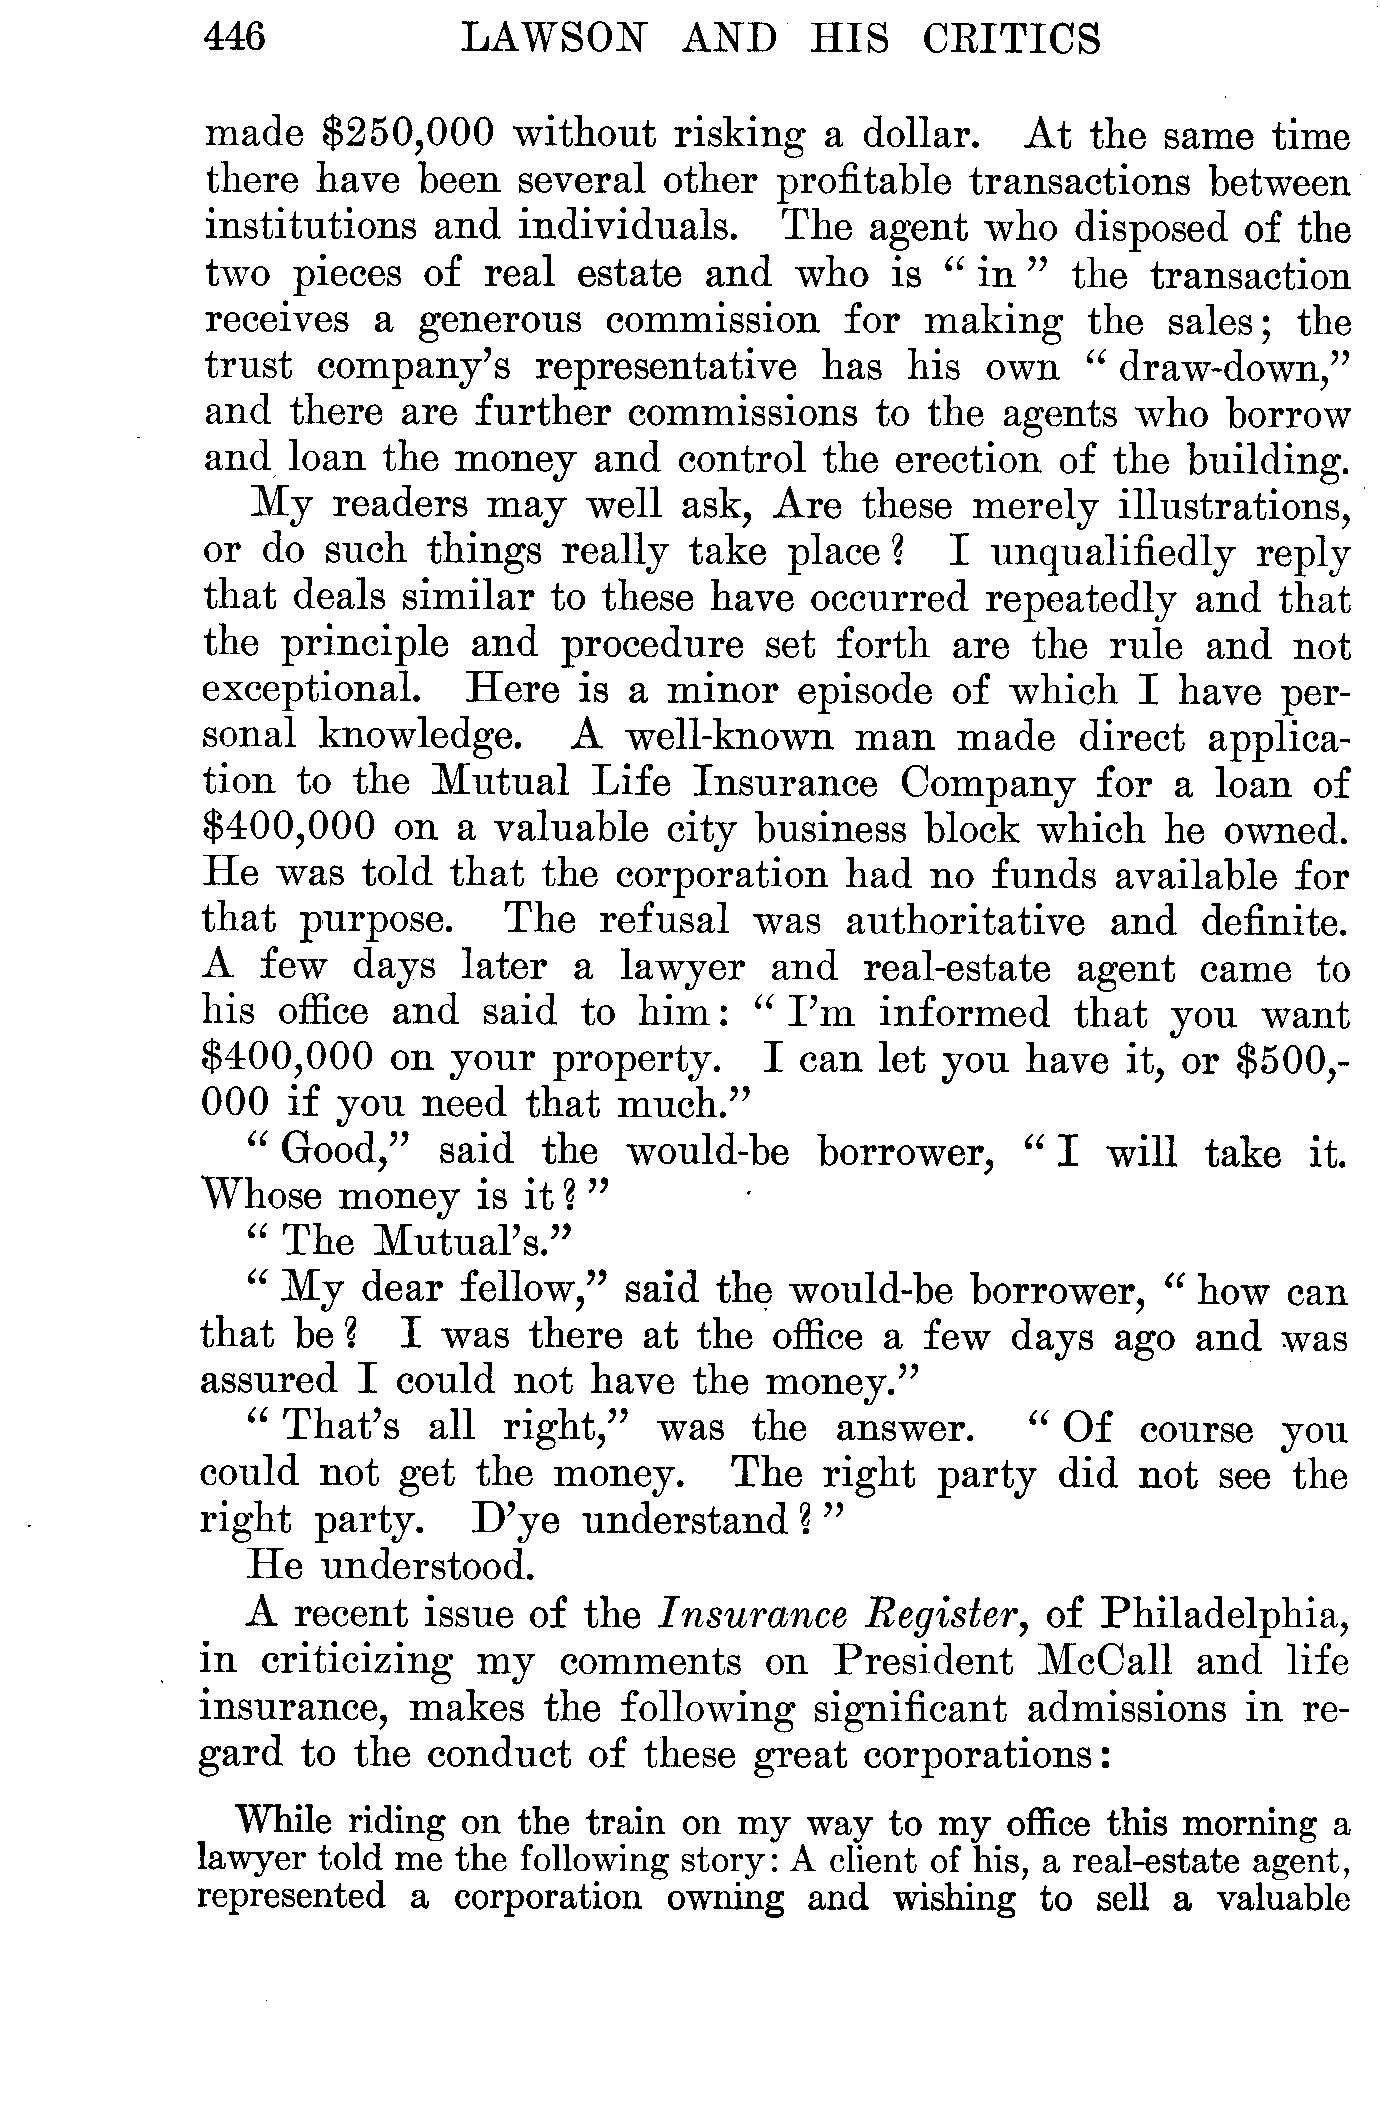 446 LAWSON AND HIS CRITICS
made $250,000 without risking a dollar. At the same time
there have been several other profitable transactions between
institutions and individuals. The agent who disposed of the
two pieces of real estate and who is “ in ” the transaction
receives a generous commission for making the sales; the
trust company’s representative has his own “ draw-down,”
and there are further commissions to the agents who borrow
and loan the money and control the erection of the building.
My readers may well ask, Are these merely illustrations,
or do such things really take place? I unqualifiedly reply
that deals similar to these have occurred repeatedly and that
the principle and procedure set forth are the rule and not
exceptional. Here is a minor episode of which I have per-
sonal knowledge. A well-known man made direct applica-
tion to the Mutual Life Insurance Company for a loan of
$400,000 on a valuable city business block which he owned.
He was told that the corporation had no funds available for
that purpose. The refusal was authoritative and definite.
A few days later a lawyer and real-estate agent came to
his office and said to him: “ I’m informed that you want
$400,000 on your property. I can let you have it, or $500,-
000 if you need that much.”
“ Good,” said the would-be borrower, “ I will take it.
Whose money is it? ”
“ The Mutual’s.”
“ My dear fellow,” said the would-be borrower, “ how can
that be? I was there at the office a few days ago and was
assured I could not have the money.”
“ That’s all right,” was the answer. “ Of course you
could not get the money. The right party did not see the
right party. D’ye understand? ”
He understood.
A recent issue of the Insurance Register, of Philadelphia,
in criticizing my comments on President McCall and life
insurance, makes the following significant admissions in re-
gard to the conduct of these great corporations:
While riding on the train on my way to my office this morning a
lawyer told me the following story: A client of his, a real-estate agent,
represented a corporation owning and wishing to sell a valuable